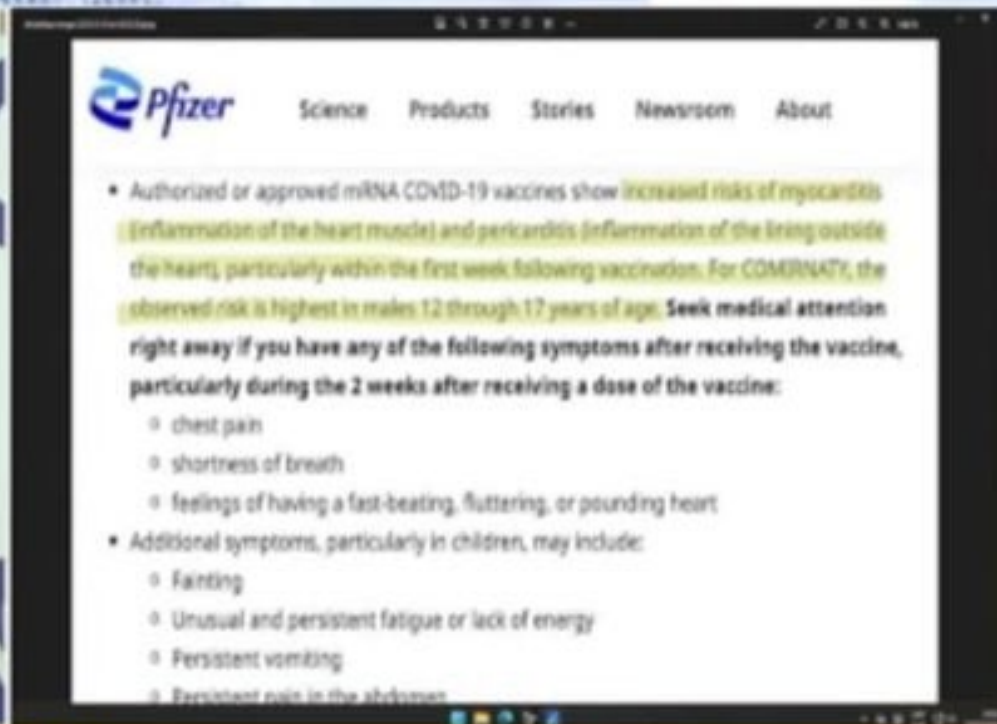 Pfizer Science Products Stories Newsroom About
• Authorized or approved mRNA COVID-19 vaccines show increased risks of myocarditis
(inflammation of the heart muscle) and pericarditis (inflammation of the lining outside
the heart), particularly within the first week following vaccination. For COMIRNATY, the
observed risk is highest in males 12 through 17 years of age. Seek medical attention
right away if you have any of the following symptoms after receiving the vaccine,
particularly during the 2 weeks after receiving a dose of the vaccine:
chest pain
shortness of breath
feelings of having a fast-beating, fluttering, or pounding heart
• Additional symptoms, particularly in children, may include:
Fainting
Unusual and persistent fatigue or lack of energy
Persistent vomiting
Persistent pain in the abdomen